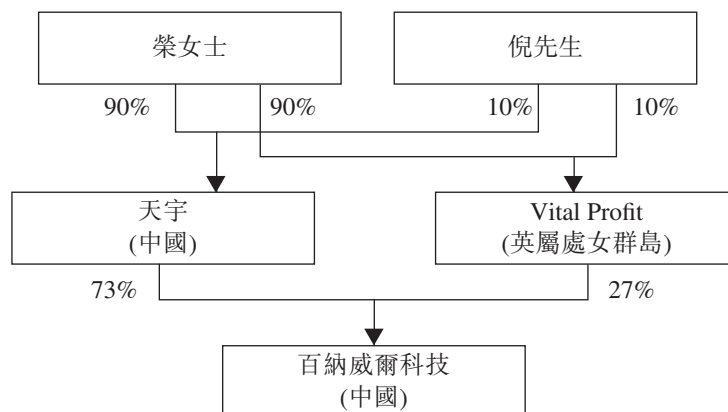 榮女士
倪先生
90%
90%
10%
10%
天宇
(中國)
Vital Profit
(英屬處女群島)
73%
27%
百納威爾科技
(中國)